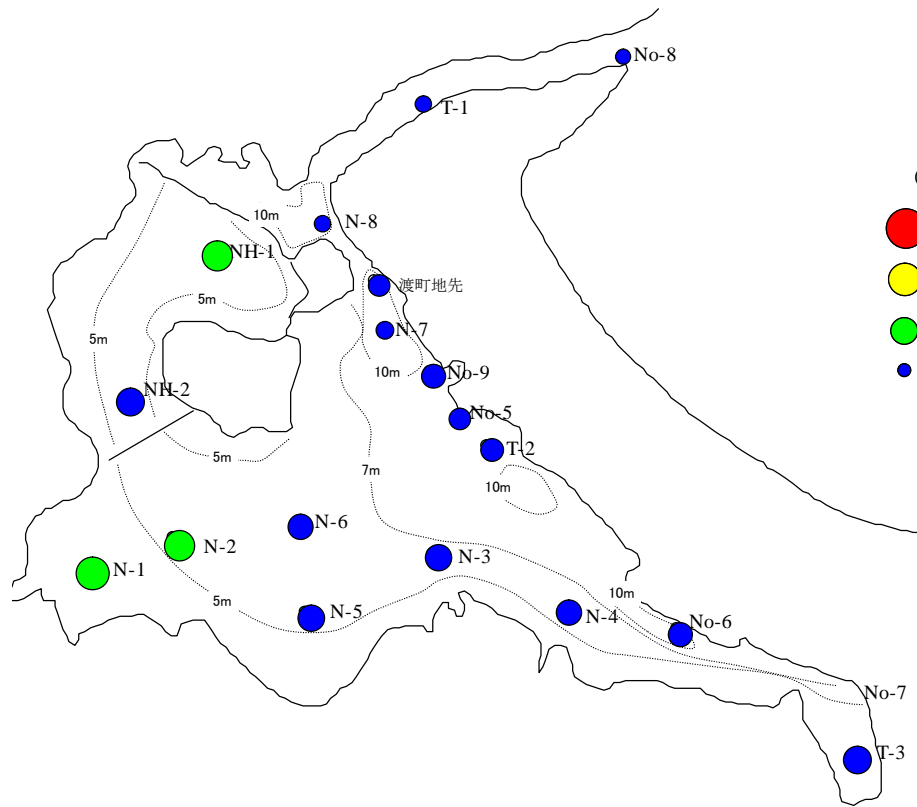 No-8
T-1
10m
N-8
NH-1
渡町地先
5m
N-7
5m
10m
No-9
NH-2
No-5
T-2
5m
7m
10m
N-6
N-2
N-3
N-1
10m
5m
N-5
N-4
No-6
No-7
T-3